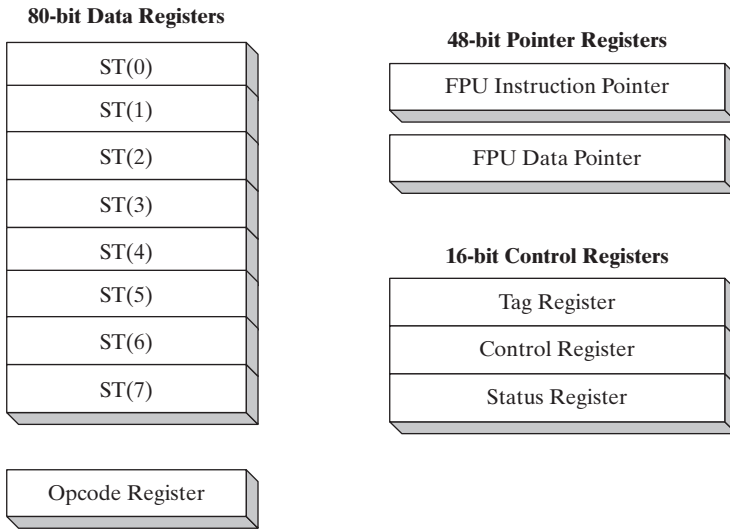 80-bit Data Registers
ST(0)
ST(1)
ST(2)
ST(3)
ST(4)
ST(5)
ST(6)
ST(7)
Opcode Register
48-bit Pointer Registers
FPU Instruction Pointer
FPU Data Pointer
16-bit Control Registers
Tag Register
Control Register
Status Register